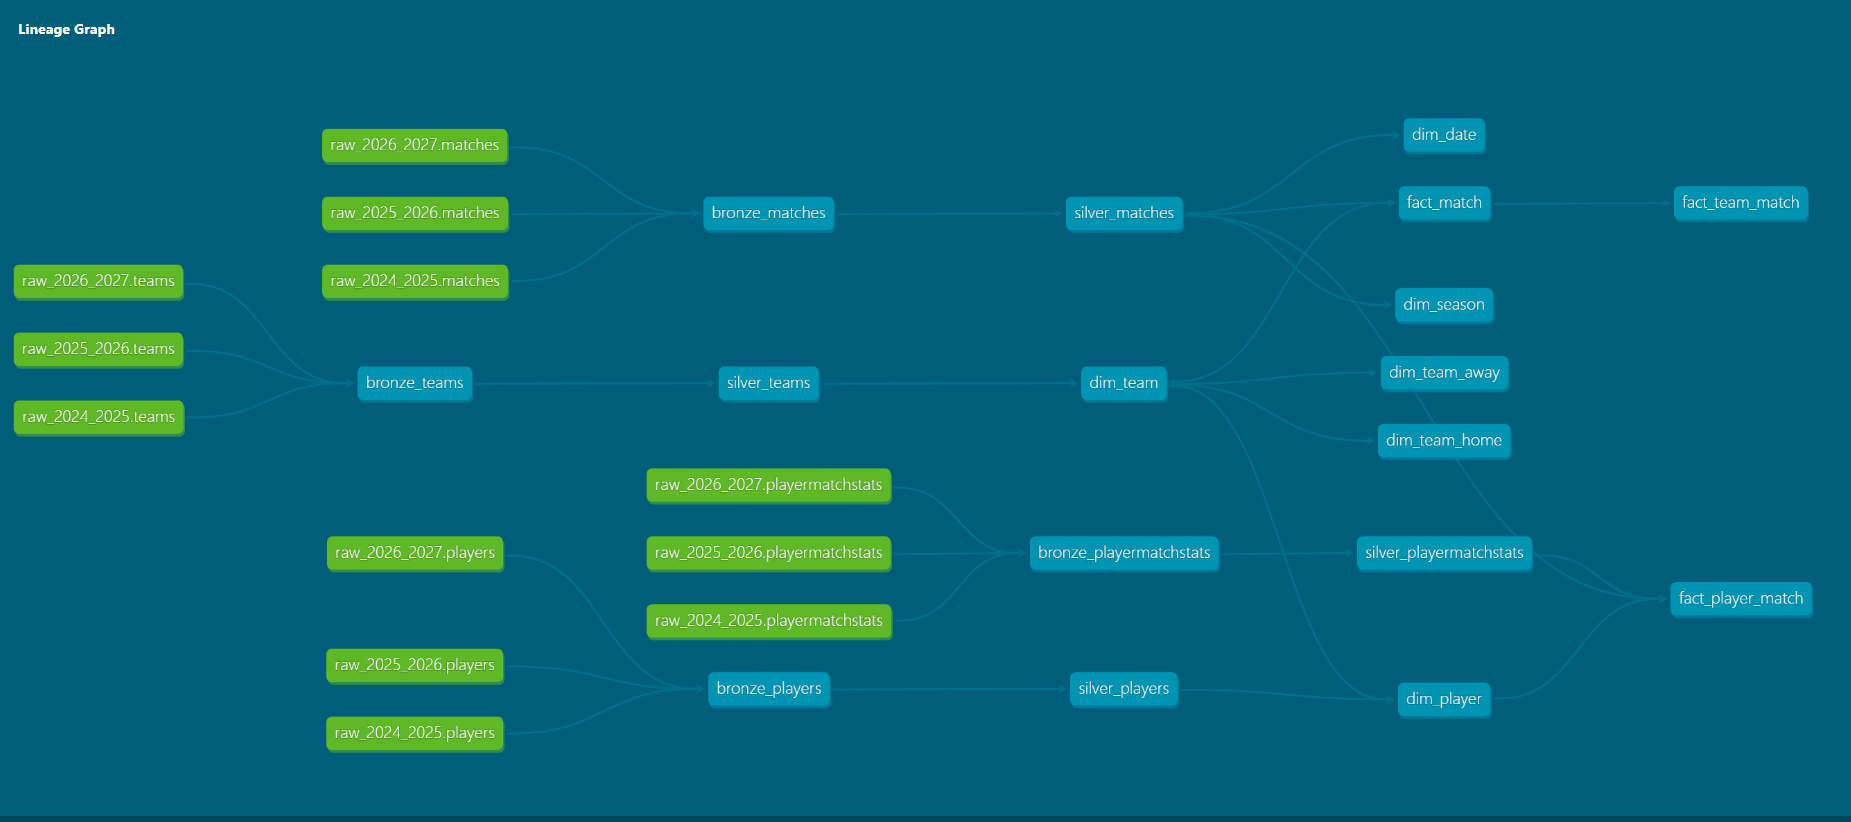 Lineage Graph
dim_date
raw_2026_2027.matches
fact_match
fact_team_match
raw_2025_2026.matches
bronze_matches
silver_matches
raw_2026_2027.teams
raw_2024_2025.matches
dim_season
raw_2025_2026.teams
dim_team_away
bronze_teams
silver_teams
dim_team
raw_2024_2025.teams
dim_team_home
raw_2026_2027.playermatchstats
raw_2026_2027.players
raw_2025_2026.playermatchstats
bronze_playermatchstats
silver_playermatchstats
fact_player_match
raw_2024_2025.playermatchstats
raw_2025_2026.players
bronze_players
silver_players
dim_player
raw_2024_2025.players